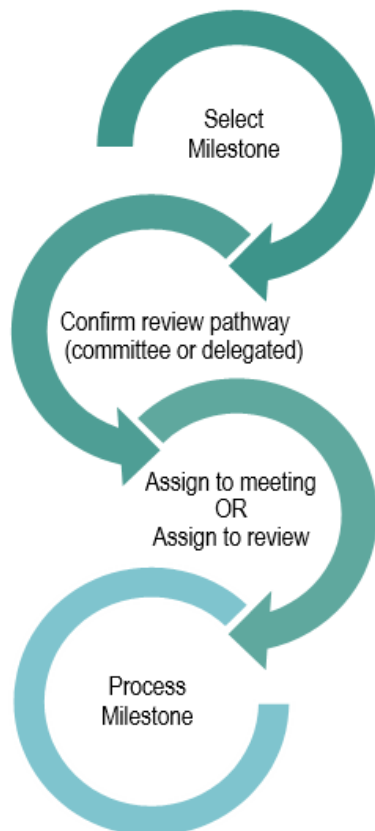 Select
Milestone
Confirm review pathway
(committee or delegated)
Assign to meeting
OR
Assign to review
Process
Milestone